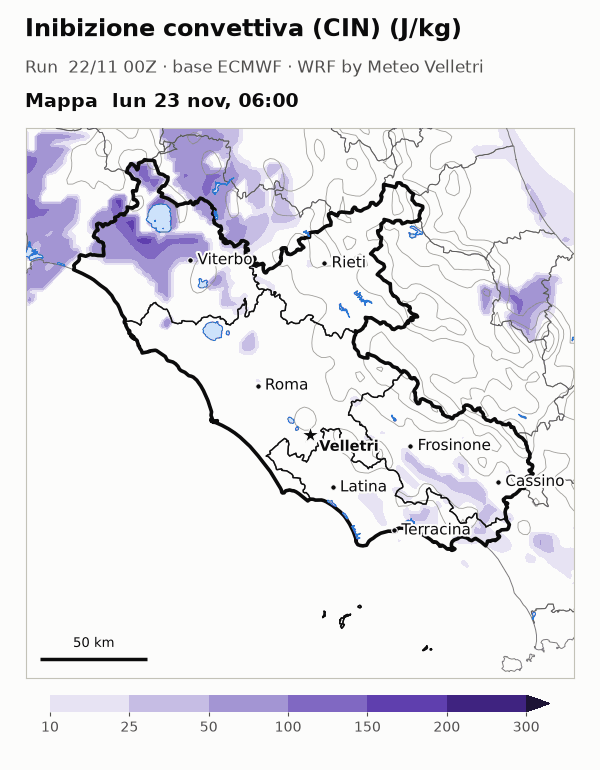 Inibizione convettiva (CIN) (J/kg)
Run  22/11 00Z · base ECMWF · WRF by Meteo Velletri
Mappa  lun 23 nov, 06:00
Viterbo
Rieti
Roma
Velletri
Frosinone
Latina
Cassino
Terracina
50 km
10 25 50 100 150 200 300